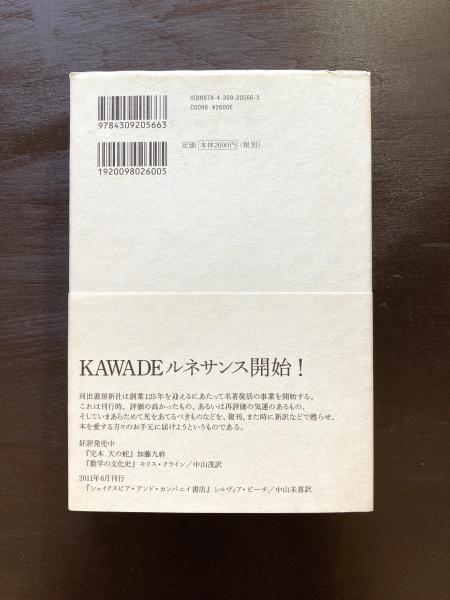 ISBN978-4-309-20566-3
C0098 ¥2600E
9784309205663
定価 本体2600円 (税別)
1920098026005
KAWADEルネサンス開始!
河出書房新社は創業125年を迎えるにあたって名著復活の事業を開始する。
これは刊行時、評価の高かったもの、あるいは再評価の気運のあるもの、
そしていまあらためて光をあてるべきものなどを、復刊、また時に新訳などで甦らせ、
本を愛する方々のお手元に届けようというものである。
好評発売中
『完本 天の蛇』加藤九祚
『数学の文化史』モリス・クライン/中山茂訳
2011年6月刊行
『シェイクスピア・アンド・カンパニイ書店』シルヴィア・ビーチ/中山末喜訳